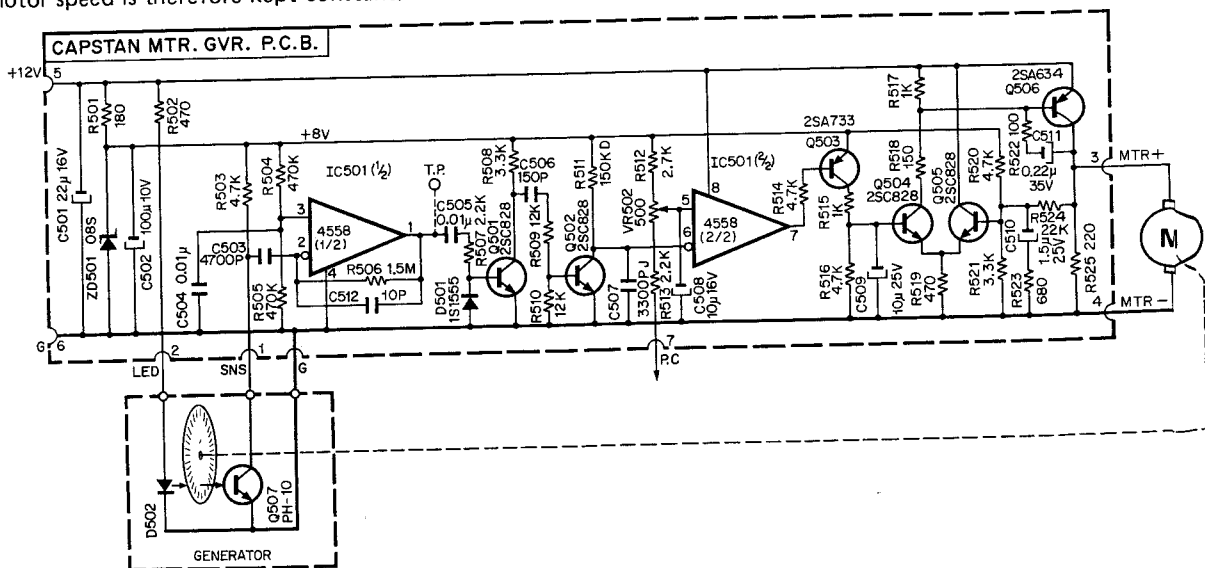 motor speed is therefore kept constant.
CAPSTAN MTR. GVR. P.C.B.
+12V 5
R501
180
R502
470
+8V
C501 22μ 16V
ZD501 08S
C502 100μ 10V
R503
4.7K
R504
470K
C503
4700P
C504 0.01μ
R505
470K
IC501 (1/2)
3
2
4558
(1/2)
1
4
R506 1.5M
C512 10P
T.P.
C505
0.01μ
R507 2.2K
D501
1S1555
Q501
2SC828
R508
3.3K
C506
150P
R509 12K
R510
12K
Q502
2SC828
R511
150K D
C507
3300P J
R512
2.7K
VR502
500
R513 2.2K
C508
10μ 16V
IC501 (2/2)
8
5
6
4558
(2/2)
7
R514
4.7K
2SA733
Q503
R515
1K
R516
4.7K
C509
10μ 25V
R517
1K
R518
150
Q504
2SC828
Q505
2SC828
R519
470
R520
4.7K
R521
3.3K
C510
1.5μ
25V
R523
680
R524
22K
R522 100
C511
0.22μ
35V
2SA634
Q506
R525 220
3 MTR+
4 MTR-
N
G 6
2
LED
1
SNS
G
7
P.C
D502
Q507
PH-10
GENERATOR